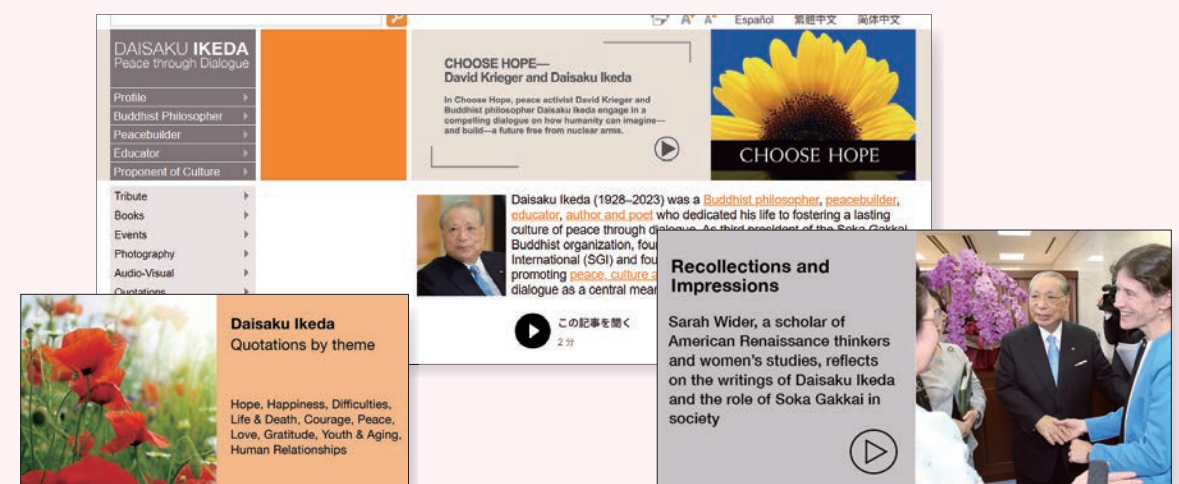 Español 繁體中文 简体中文
DAISAKU IKEDA
Peace through Dialogue
Profile
Buddhist Philosopher
Peacebuilder
Educator
Proponent of Culture
Tribute
Books
Events
Photography
Audio-Visual
Quotations
CHOOSE HOPE—
David Krieger and Daisaku Ikeda
In Choose Hope, peace activist David Krieger and
Buddhist philosopher Daisaku Ikeda engage in a
compelling dialogue on how humanity can imagine—
and build—a future free from nuclear arms.
CHOOSE HOPE
Daisaku Ikeda (1928–2023) was a Buddhist philosopher, peacebuilder,
educator, author and poet who dedicated his life to fostering a lasting
culture of peace through dialogue. As third president of the Soka Gakkai
Buddhist organization,
International (SGI) and
promoting peace, culture
dialogue as a central
この記事を聞く
2 分
Daisaku Ikeda
Quotations by theme
Hope, Happiness, Difficulties,
Life & Death, Courage, Peace,
Love, Gratitude, Youth & Aging,
Human Relationships
Recollections and
Impressions
Sarah Wider, a scholar of
American Renaissance thinkers
and women's studies, reflects
on the writings of Daisaku Ikeda
and the role of Soka Gakkai in
society